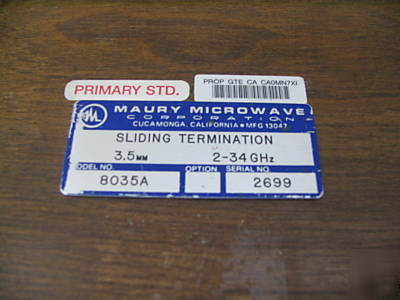 PRIMARY STD.
PROP GTE CA CA0MN7XI
M
MAURY MICROWAVE
CORPORATION
CUCAMONGA, CALIFORNIA • MFG 13047
SLIDING TERMINATION
3.5MM 2-34GHz
MODEL NO. OPTION SERIAL NO.
8035A 2699